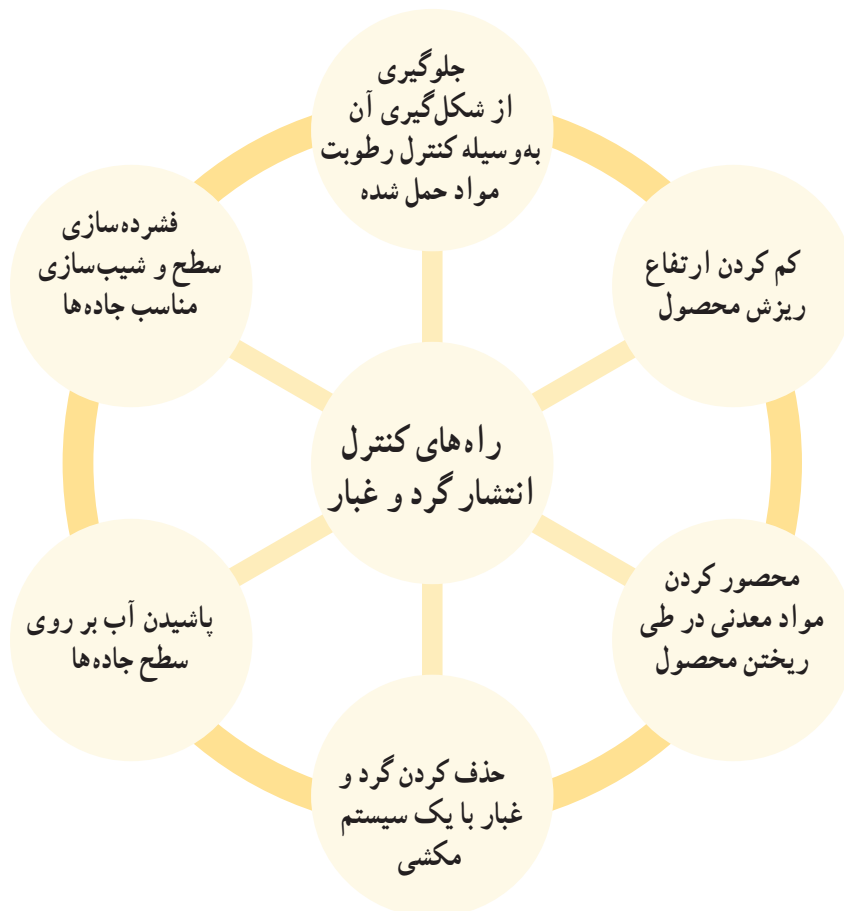 جلوگیری
از شکل‌گیری آن
به‌وسیله کنترل رطوبت
مواد حمل شده
کم کردن ارتفاع
ریزش محصول
محصور کردن
مواد معدنی در طی
ریختن محصول
حذف کردن گرد و
غبار با یک سیستم
مکشی
پاشیدن آب بر روی
سطح جاده‌ها
فشرده‌سازی
سطح و شیب‌سازی
مناسب جاده‌ها
راه‌های کنترل
انتشار گرد و غبار